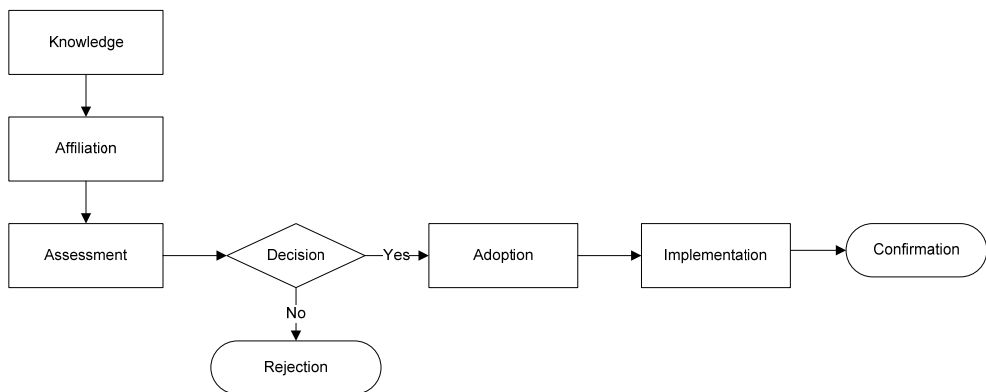 Knowledge
Affiliation
Assessment
Decision
Yes
Adoption
Implementation
Confirmation
No
Rejection